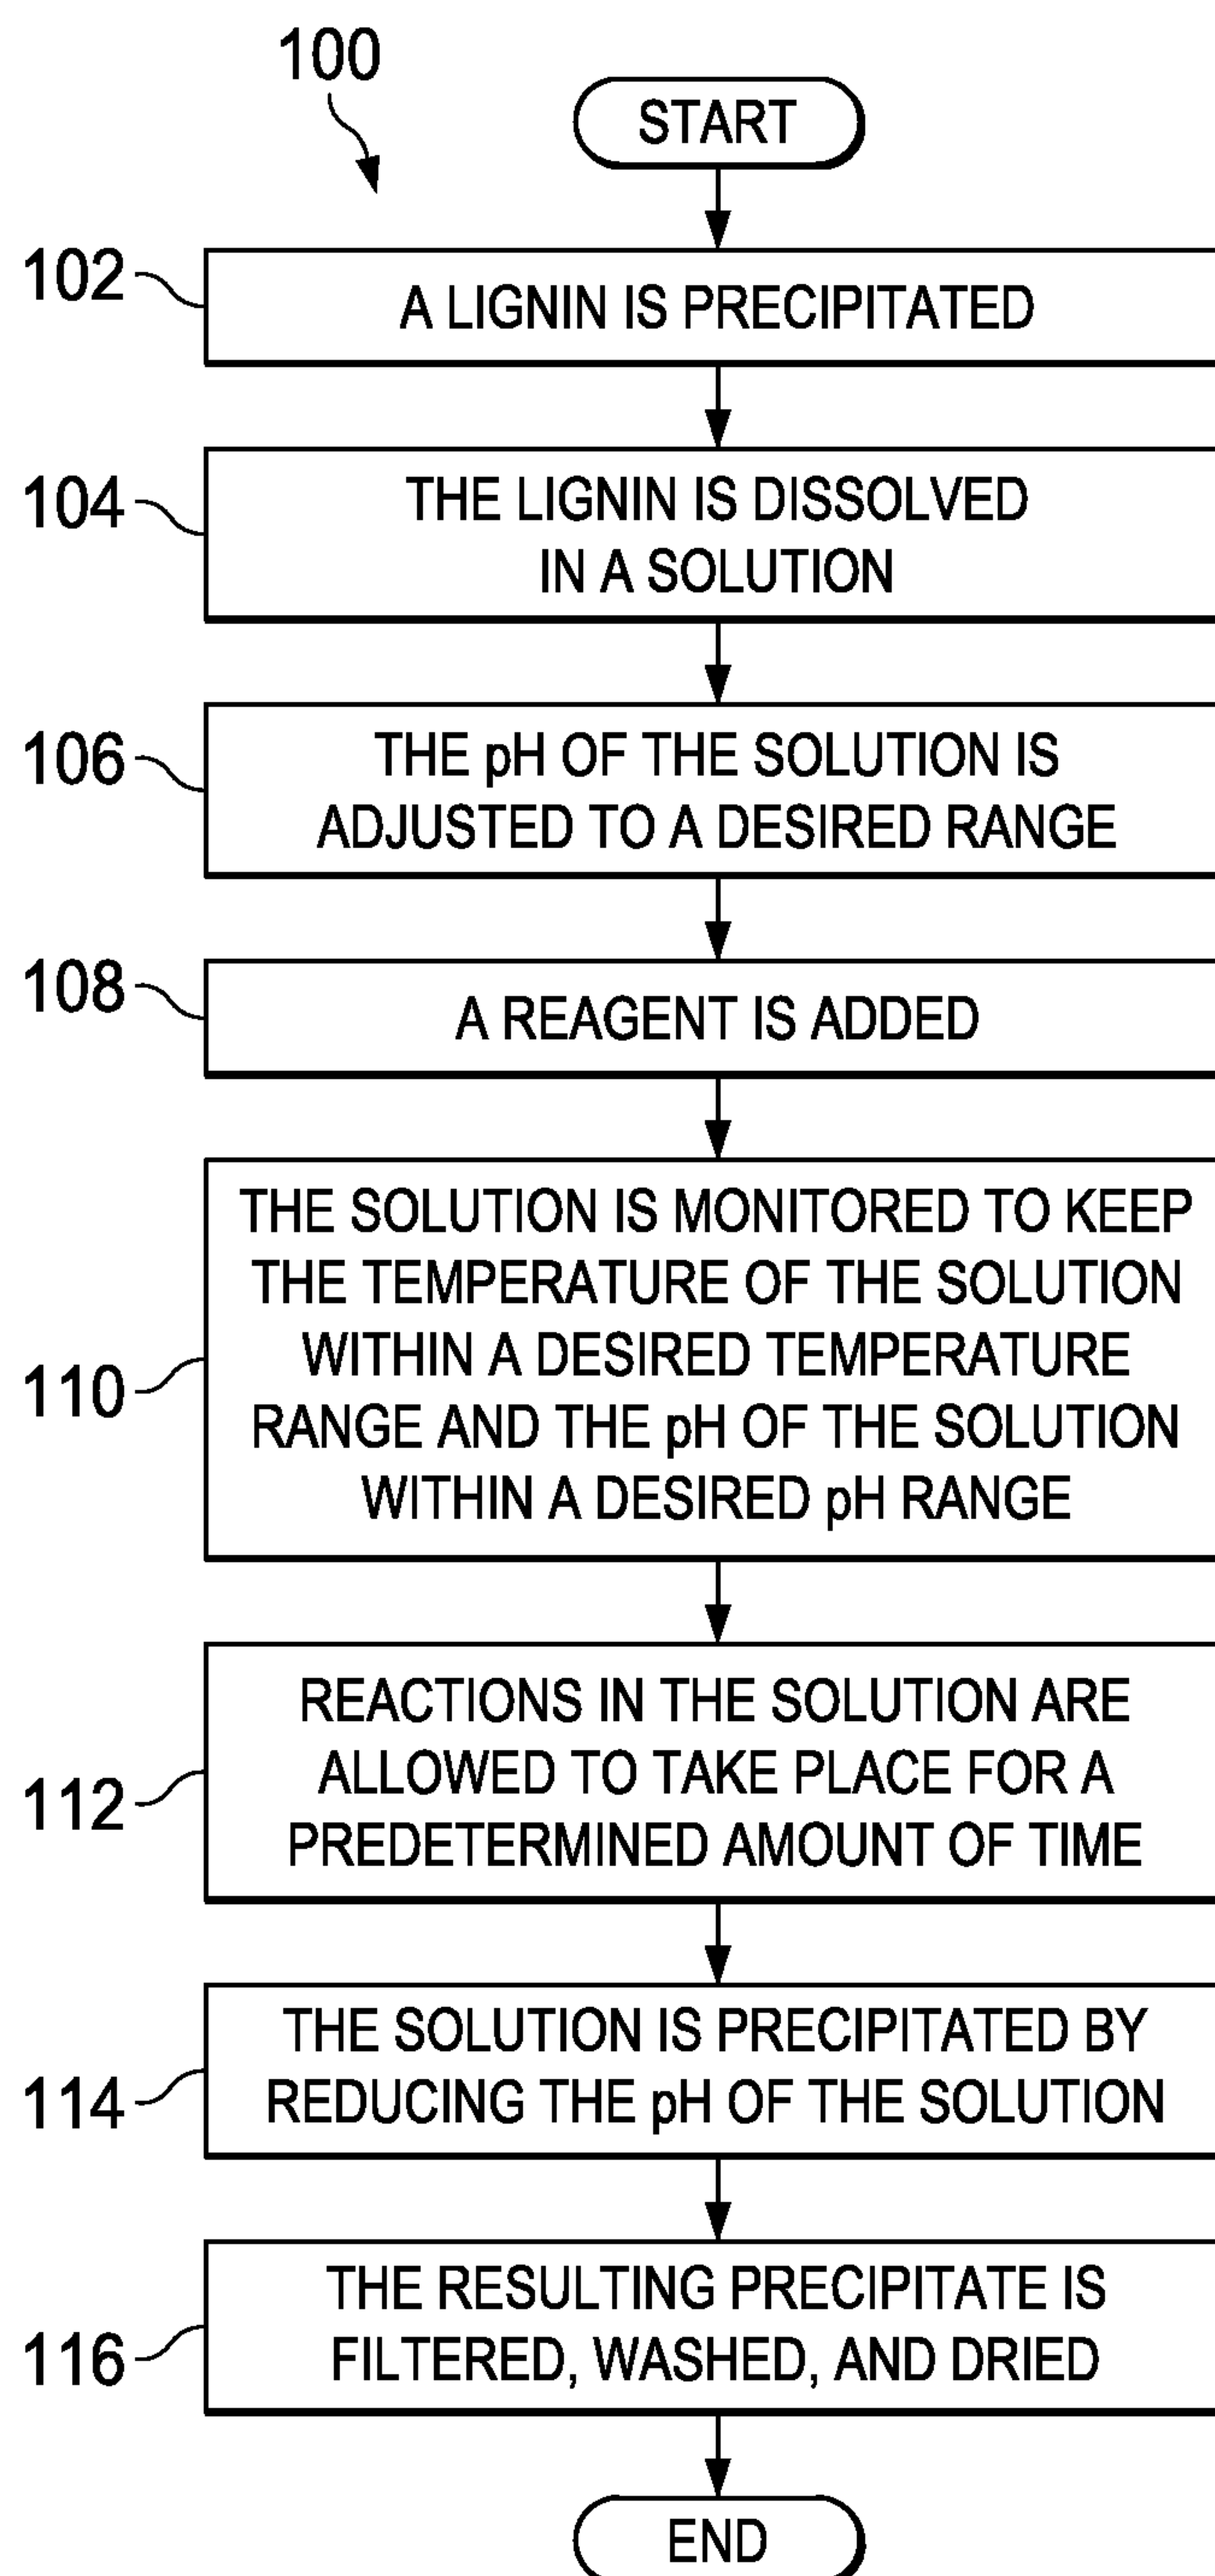 100
START
102
A LIGNIN IS PRECIPITATED
104
THE LIGNIN IS DISSOLVED
IN A SOLUTION
106
THE pH OF THE SOLUTION IS
ADJUSTED TO A DESIRED RANGE
108
A REAGENT IS ADDED
110
THE SOLUTION IS MONITORED TO KEEP
THE TEMPERATURE OF THE SOLUTION
WITHIN A DESIRED TEMPERATURE
RANGE AND THE pH OF THE SOLUTION
WITHIN A DESIRED pH RANGE
112
REACTIONS IN THE SOLUTION ARE
ALLOWED TO TAKE PLACE FOR A
PREDETERMINED AMOUNT OF TIME
114
THE SOLUTION IS PRECIPITATED BY
REDUCING THE pH OF THE SOLUTION
116
THE RESULTING PRECIPITATE IS
FILTERED, WASHED, AND DRIED
END